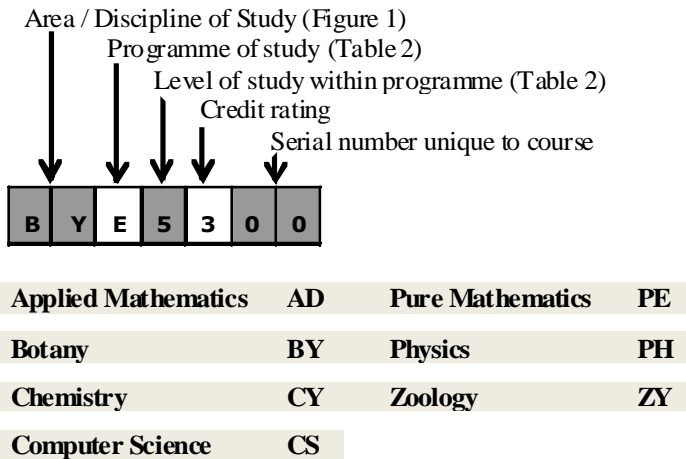 Area / Discipline of Study (Figure 1)
Programme of study (Table 2)
Level of study within programme (Table 2)
Credit rating
Serial number unique to course
B Y E 5 3 0 0
Applied Mathematics AD Pure Mathematics PE
Botany BY Physics PH
Chemistry CY Zoology ZY
Computer Science CS